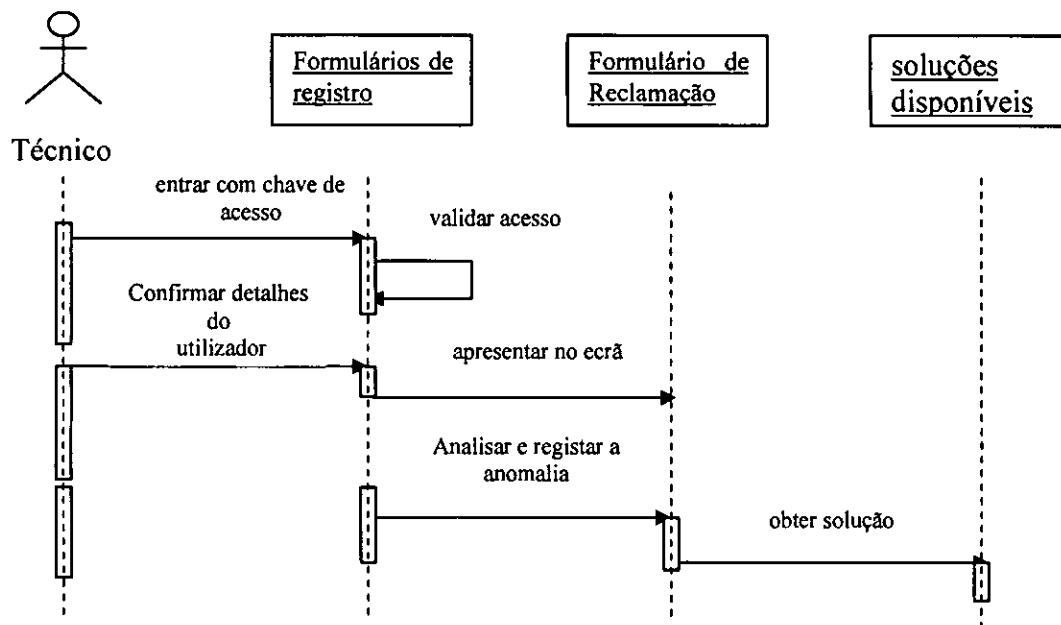 Formulários de
registro
Formulário de
Reclamação
soluções
disponíveis
Técnico
entrar com chave de
acesso
validar acesso
Confirmar detalhes
do
utilizador
apresentar no ecrã
Analisar e registar a
anomalia
obter solução